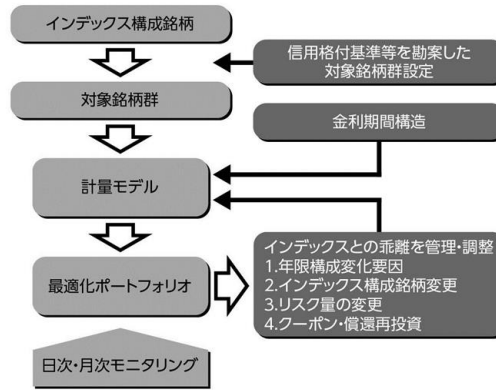 インデックス構成銘柄
信用格付基準等を勘案した
対象銘柄群設定
対象銘柄群
金利期間構造
計量モデル
最適化ポートフォリオ
インデックスとの乖離を管理・調整
1.年限構成変化要因
2.インデックス構成銘柄変更
3.リスク量の変更
4.クーポン・償還再投資
日次・月次モニタリング